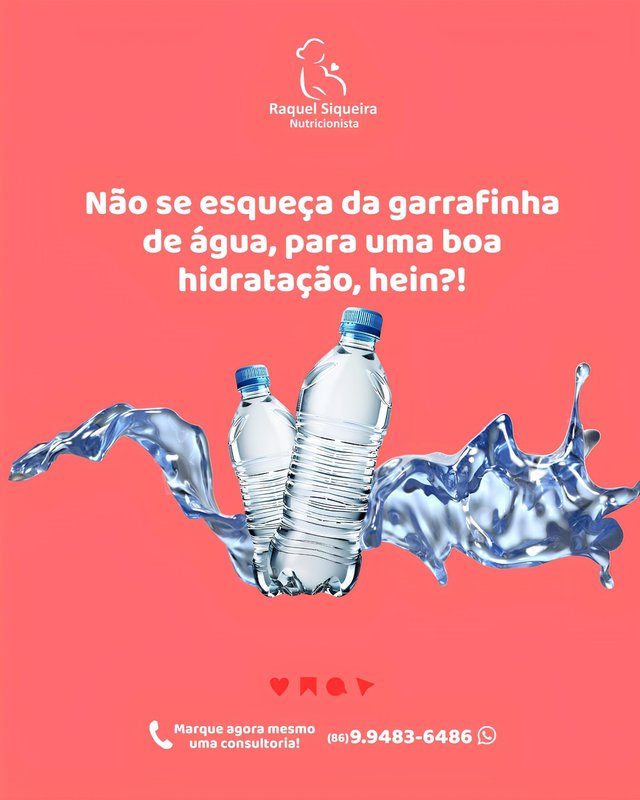 Raquel Siqueira
Nutricionista
Não se esqueça da garrafinha
de água, para uma boa
hidratação, hein?!
Marque agora mesmo
uma consultoria!
(86)9.9483-6486